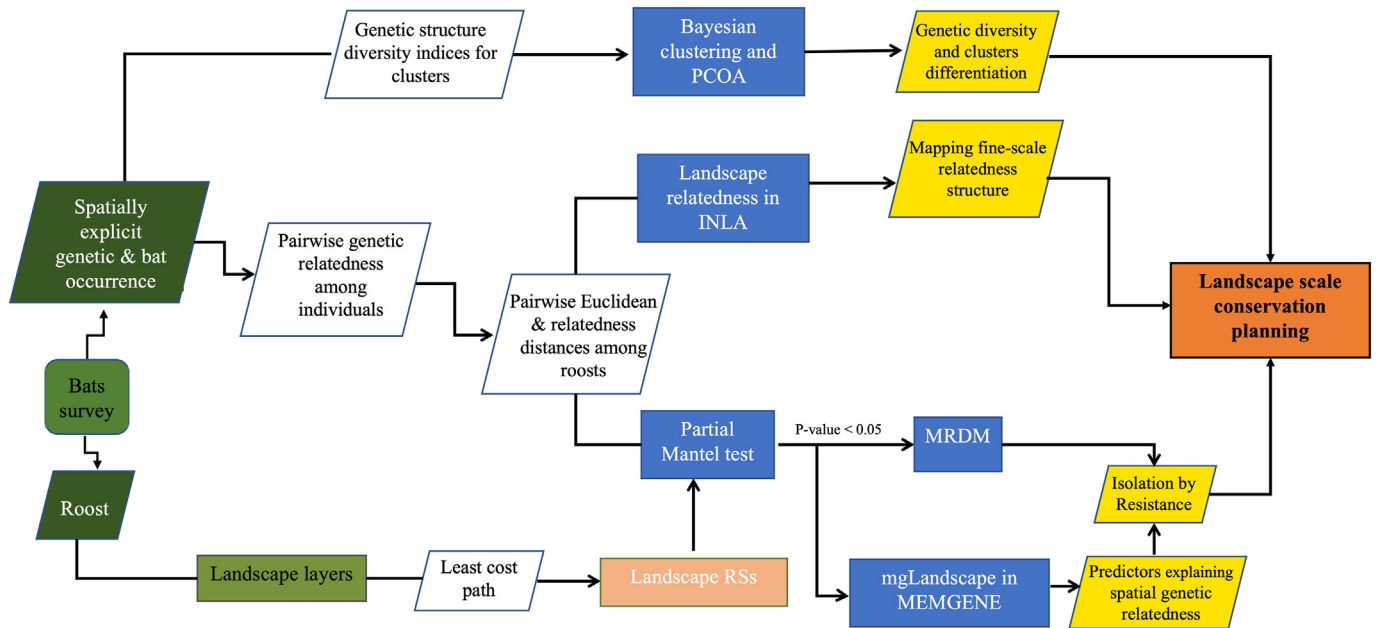 Genetic structure
diversity indices for
clusters
Bayesian
clustering and
PCOA
Genetic diversity
and clusters
differentiation
Spatially
explicit
genetic & bat
occurrence
Pairwise genetic
relatedness
among
individuals
Pairwise Euclidean
& relatedness
distances among
roosts
Landscape
relatedness in
INLA
Mapping fine-scale
relatedness
structure
Landscape scale
conservation
planning
Bats
survey
Roost
Landscape layers
Least cost
path
Landscape RSs
Partial
Mantel test
P-value < 0.05
MRDM
Isolation by
Resistance
mgLandscape in
MEMGENE
Predictors explaining
spatial genetic
relatedness